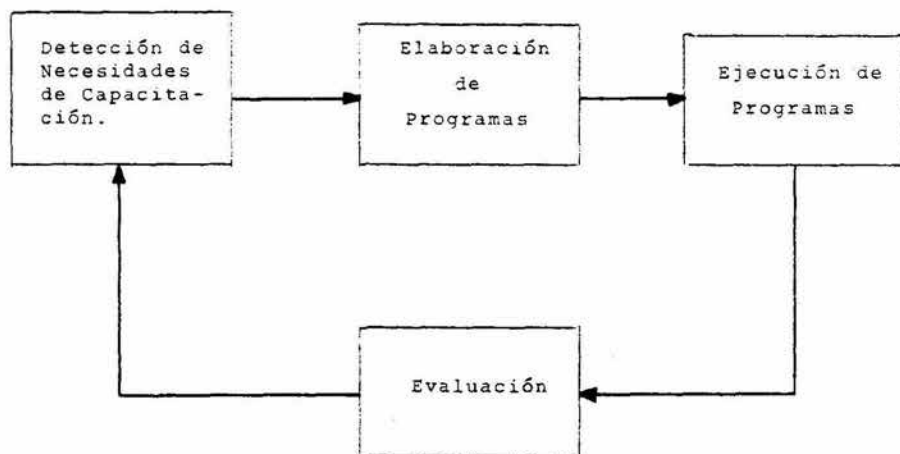 Detección de
Necesidades
de Capacita-
ción.
Elaboración
de
Programas
Ejecución de
Programas
Evaluación